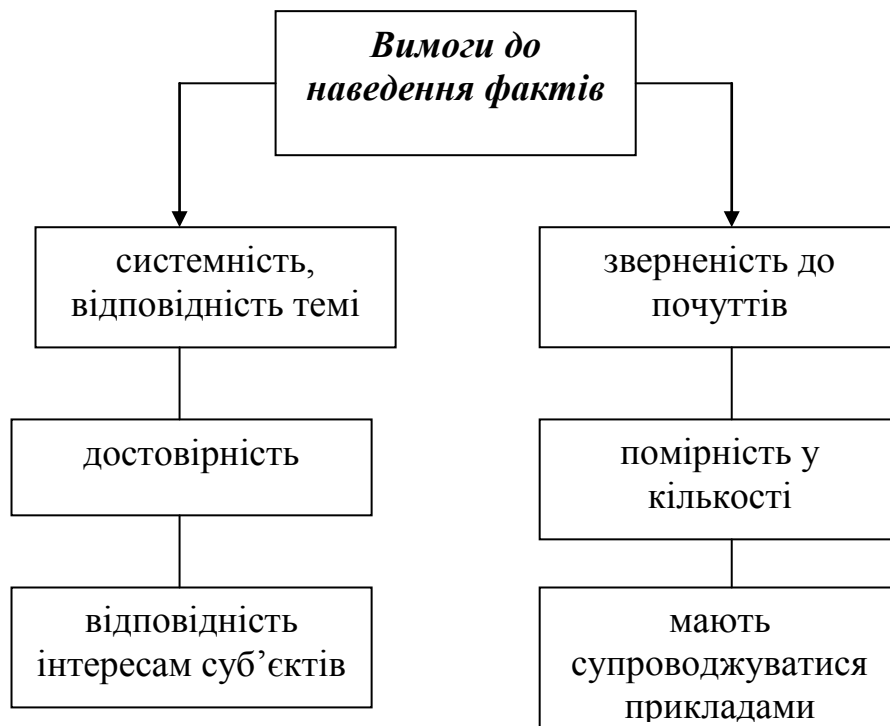 Вимоги до
наведення фактів
системність,
відповідність темі
зверненість до
почуттів
достовірність
помірність у
кількості
відповідність
інтересам суб’єктів
мають
супроводжуватися
прикладами